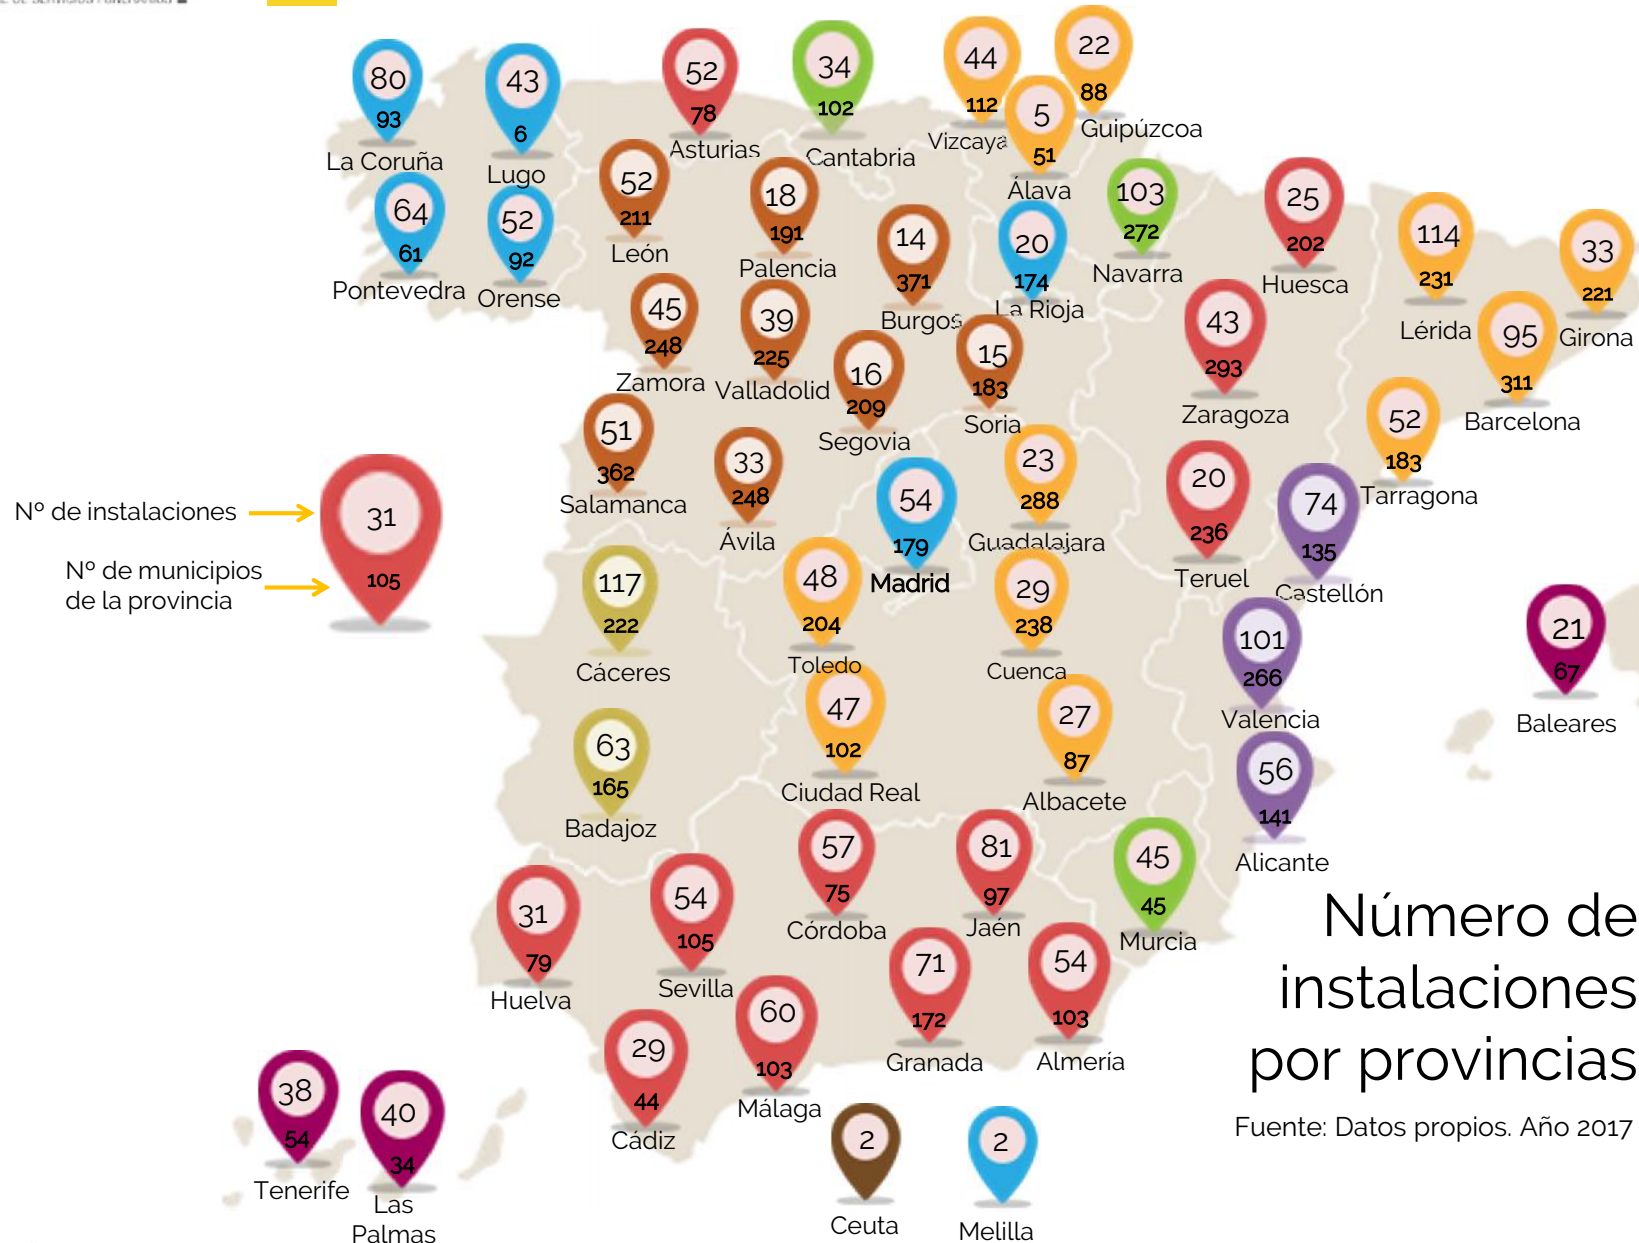 80
93
La Coruña
43
6
Lugo
52
78
Asturias
34
102
Cantabria
44
112
Vizcaya
5
51
Álava
22
88
Guipúzcoa
64
61
Pontevedra
52
92
Orense
52
211
León
18
191
Palencia
14
371
Burgos
20
174
La Rioja
103
272
Navarra
25
202
Huesca
114
231
Lérida
33
221
Girona
45
248
Zamora
39
225
Valladolid
16
209
Segovia
15
183
Soria
43
293
Zaragoza
95
311
Barcelona
52
183
Tarragona
51
362
Salamanca
33
248
Ávila
54
179
Madrid
23
288
Guadalajara
20
236
Teruel
74
135
Castellón
Nº de instalaciones
31
Nº de municipios
de la provincia
105
117
222
Cáceres
48
204
Toledo
29
238
Cuenca
101
266
Valencia
21
67
Baleares
63
165
Badajoz
47
102
Ciudad Real
27
87
Albacete
56
141
Alicante
31
79
Huelva
54
105
Sevilla
57
75
Córdoba
81
97
Jaén
45
45
Murcia
29
44
Cádiz
60
103
Málaga
71
172
Granada
54
103
Almería
38
54
Tenerife
40
34
Las
Palmas
2
Ceuta
2
Melilla
Número de
instalaciones
por provincias
Fuente: Datos propios. Año 2017